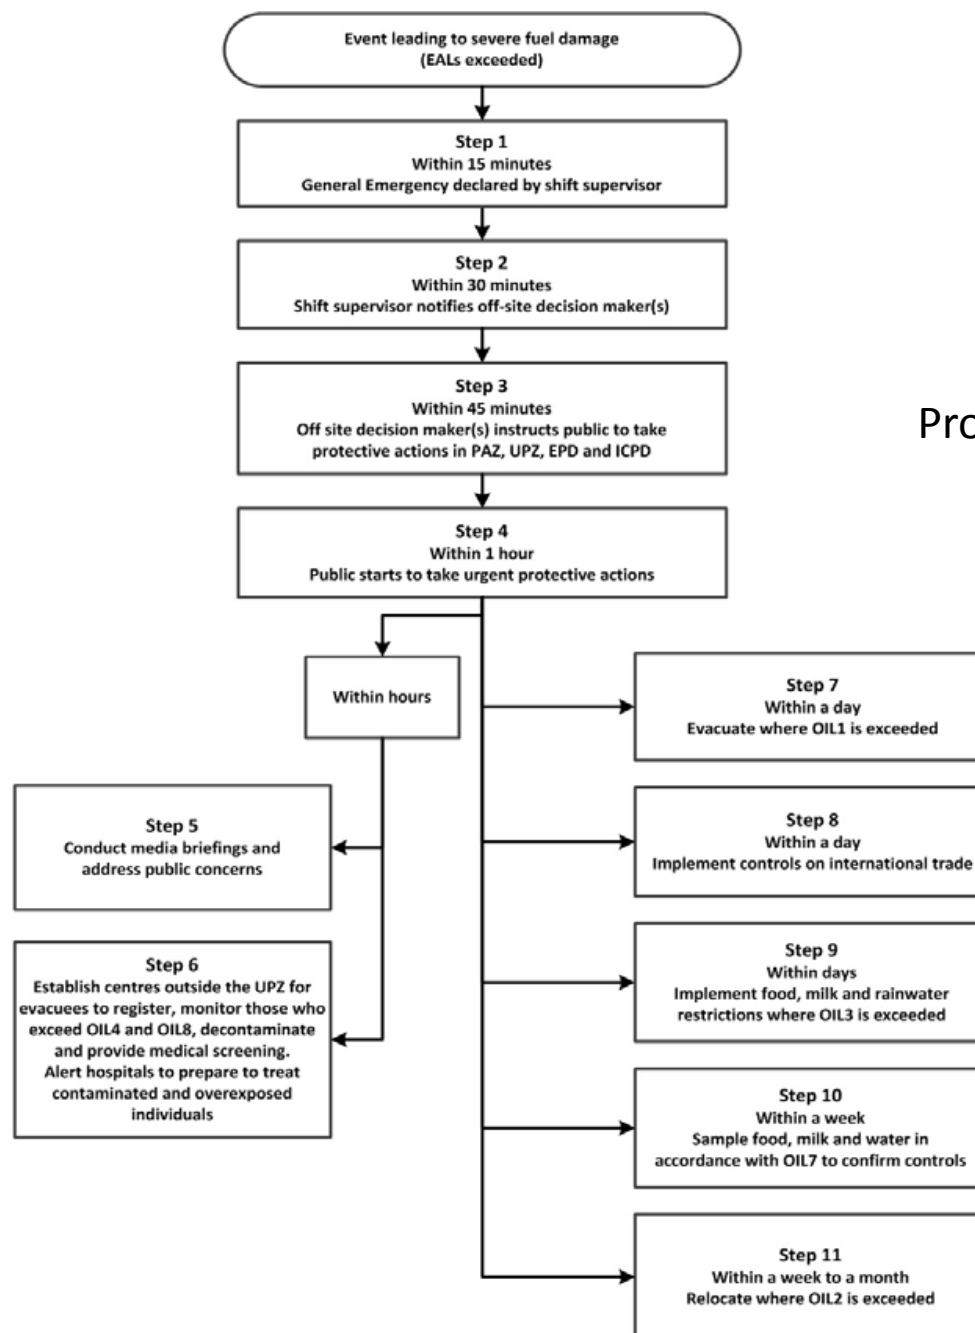 Event leading to severe fuel damage
(EALs exceeded)
Step 1
Within 15 minutes
General Emergency declared by shift supervisor
Step 2
Within 30 minutes
Shift supervisor notifies off-site decision maker(s)
Step 3
Within 45 minutes
Off site decision maker(s) instructs public to take
protective actions in PAZ, UPZ, EPD and ICPD
Pro
Step 4
Within 1 hour
Public starts to take urgent protective actions
Within hours
Step 5
Conduct media briefings and
address public concerns
Step 6
Establish centres outside the UPZ for
evacuees to register, monitor those who
exceed OIL4 and OIL8, decontaminate
and provide medical screening.
Alert hospitals to prepare to treat
contaminated and overexposed
individuals
Step 7
Within a day
Evacuate where OIL1 is exceeded
Step 8
Within a day
Implement controls on international trade
Step 9
Within days
Implement food, milk and rainwater
restrictions where OIL3 is exceeded
Step 10
Within a week
Sample food, milk and water in
accordance with OIL7 to confirm controls
Step 11
Within a week to a month
Relocate where OIL2 is exceeded